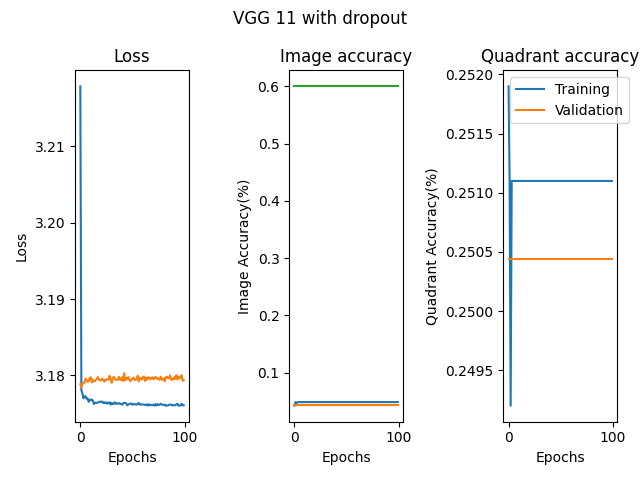 VGG 11 with dropout
Loss
Image accuracy
Quadrant accuracy
Loss
3.21
3.20
3.19
3.18
0
100
Epochs
Image Accuracy(%)
0.6
0.5
0.4
0.3
0.2
0.1
0
100
Epochs
Quadrant Accuracy(%)
0.2520
0.2515
0.2510
0.2505
0.2500
0.2495
0
100
Epochs
Training
Validation